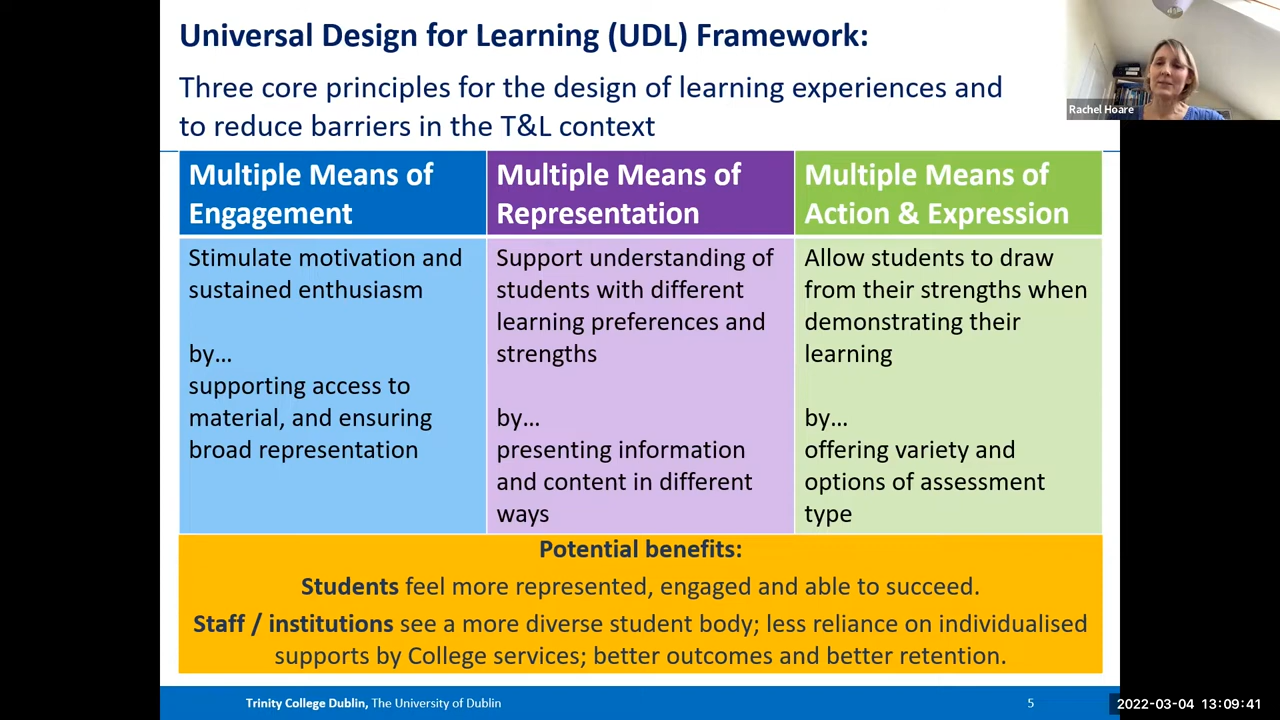 Universal Design for Learning (UDL) Framework:
Three core principles for the design of learning experiences and
to reduce barriers in the T&L context
Rachel Hoare
Multiple Means of
Engagement
Stimulate motivation and
sustained enthusiasm
by…
supporting access to
material, and ensuring
broad representation
Multiple Means of
Representation
Support understanding of
students with different
learning preferences and
strengths
by…
presenting information
and content in different
ways
Multiple Means of
Action & Expression
Allow students to draw
from their strengths when
demonstrating their
learning
by…
offering variety and
options of assessment
type
Potential benefits:
Students feel more represented, engaged and able to succeed.
Staff / institutions see a more diverse student body; less reliance on individualised
supports by College services; better outcomes and better retention.
Trinity College Dublin, The University of Dublin
5
2022-03-04 13:09:41